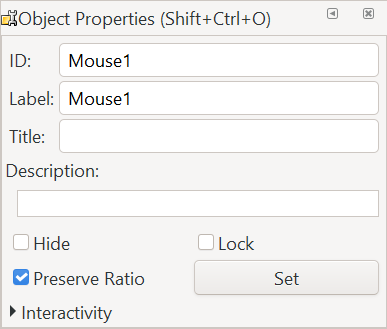 Object Properties (Shift+Ctrl+O)
ID: Mouse1
Label: Mouse1
Title:
Description:
Hide Lock
Preserve Ratio Set
Interactivity